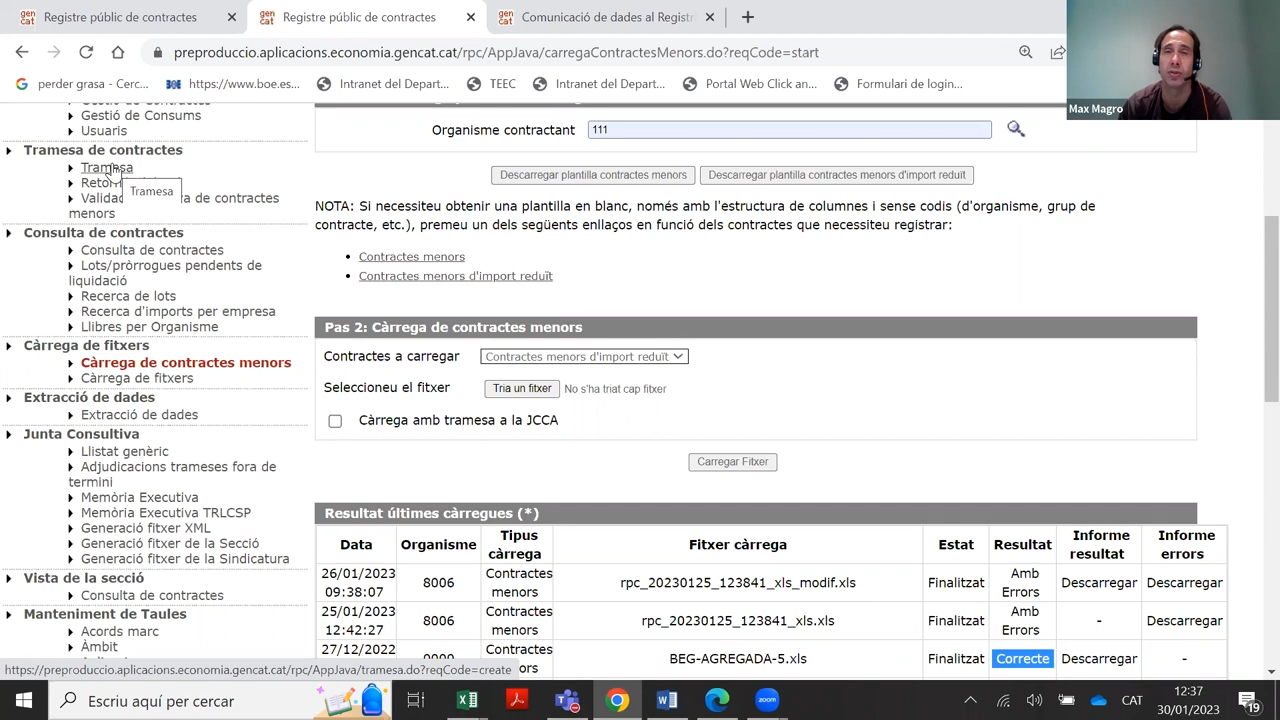 Registre públic de contractes
Registre públic de contractes
Comunicació de dades al Registr
preproduccio.aplicacions.economia.gencat.cat/rpc/AppJava/carregaContractesMenors.do?reqCode=start
perder grasa - Cerc...
https://www.boe.es...
Intranet del Depart...
TEEC
Intranet del Depart...
Portal Web Click an...
Formulari de login...
Max Magro
Gestió de Contractes
Gestió de Consums
Usuaris
Tramesa de contractes
Tramesa
Tramesa
menors
Consulta de contractes
Consulta de contractes
Lots/pròrrogues pendents de
liquidació
Recerca de lots
Recerca d'imports per empresa
Llibres per Organisme
Càrrega de fitxers
Càrrega de contractes menors
Càrrega de fitxers
Extracció de dades
Extracció de dades
Junta Consultiva
Llistat genèric
Adjudicacions trameses fora de
termini
Memòria Executiva
Memòria Executiva TRLCSP
Generació fitxer XML
Generació fitxer de la Secció
Generació fitxer de la Sindicatura
Vista de la secció
Consulta de contractes
Manteniment de Taules
Acords marc
Àmbit
Organisme contractant 111
Descarregar plantilla contractes menors Descarregar plantilla contractes menors d'import reduït
NOTA: Si necessiteu obtenir una plantilla en blanc, només amb l'estructura de columnes i sense codis (d'organisme, grup de
contracte, etc.), premeu un dels següents enllaços en funció dels contractes que necessiteu registrar:
Contractes menors
Contractes menors d'import reduït
Pas 2: Càrrega de contractes menors
Contractes a carregar Contractes menors d'import reduït
Seleccioneu el fitxer Tria un fitxer No s'ha triat cap fitxer
Càrrega amb tramesa a la JCCA
Carregar Fitxer
Resultat últimes càrregues (*)
Data Organisme Tipus càrrega Fitxer càrrega Estat Resultat Informe resultat Informe errors
26/01/2023 09:38:07 8006 Contractes menors rpc_20230125_123841_xls_modif.xls Finalitzat Amb Errors Descarregar Descarregar
25/01/2023 12:42:27 8006 Contractes menors rpc_20230125_123841_xls.xls Finalitzat Amb Errors - Descarregar
27/12/2022 Contractes BEG-AGREGADA-5.xls Finalitzat Correcte Descarregar -
https://preproduccio.aplicacions.economia.gencat.cat/rpc/AppJava/tramesa.do?reqCode=create
Escriu aquí per cercar
CAT
12:37
30/01/2023
19